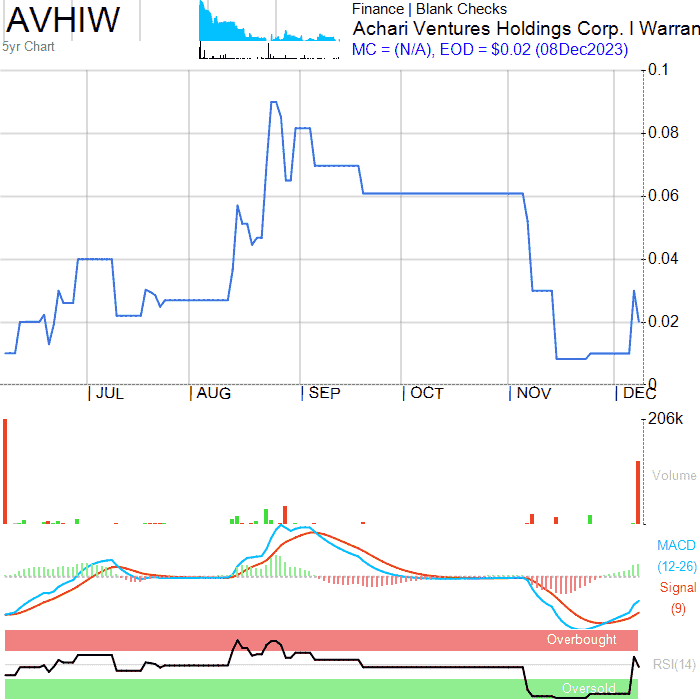 AVHIW
5yr Chart
Finance | Blank Checks
Achari Ventures Holdings Corp. I Warran
MC = (N/A), EOD = $0.02 (08Dec2023)
0.1
0.08
0.06
0.04
0.02
0
JUL
AUG
SEP
OCT
NOV
DEC
206k
Volume
MACD
(12-26)
Signal
(9)
Overbought
RSI(14)
Oversold